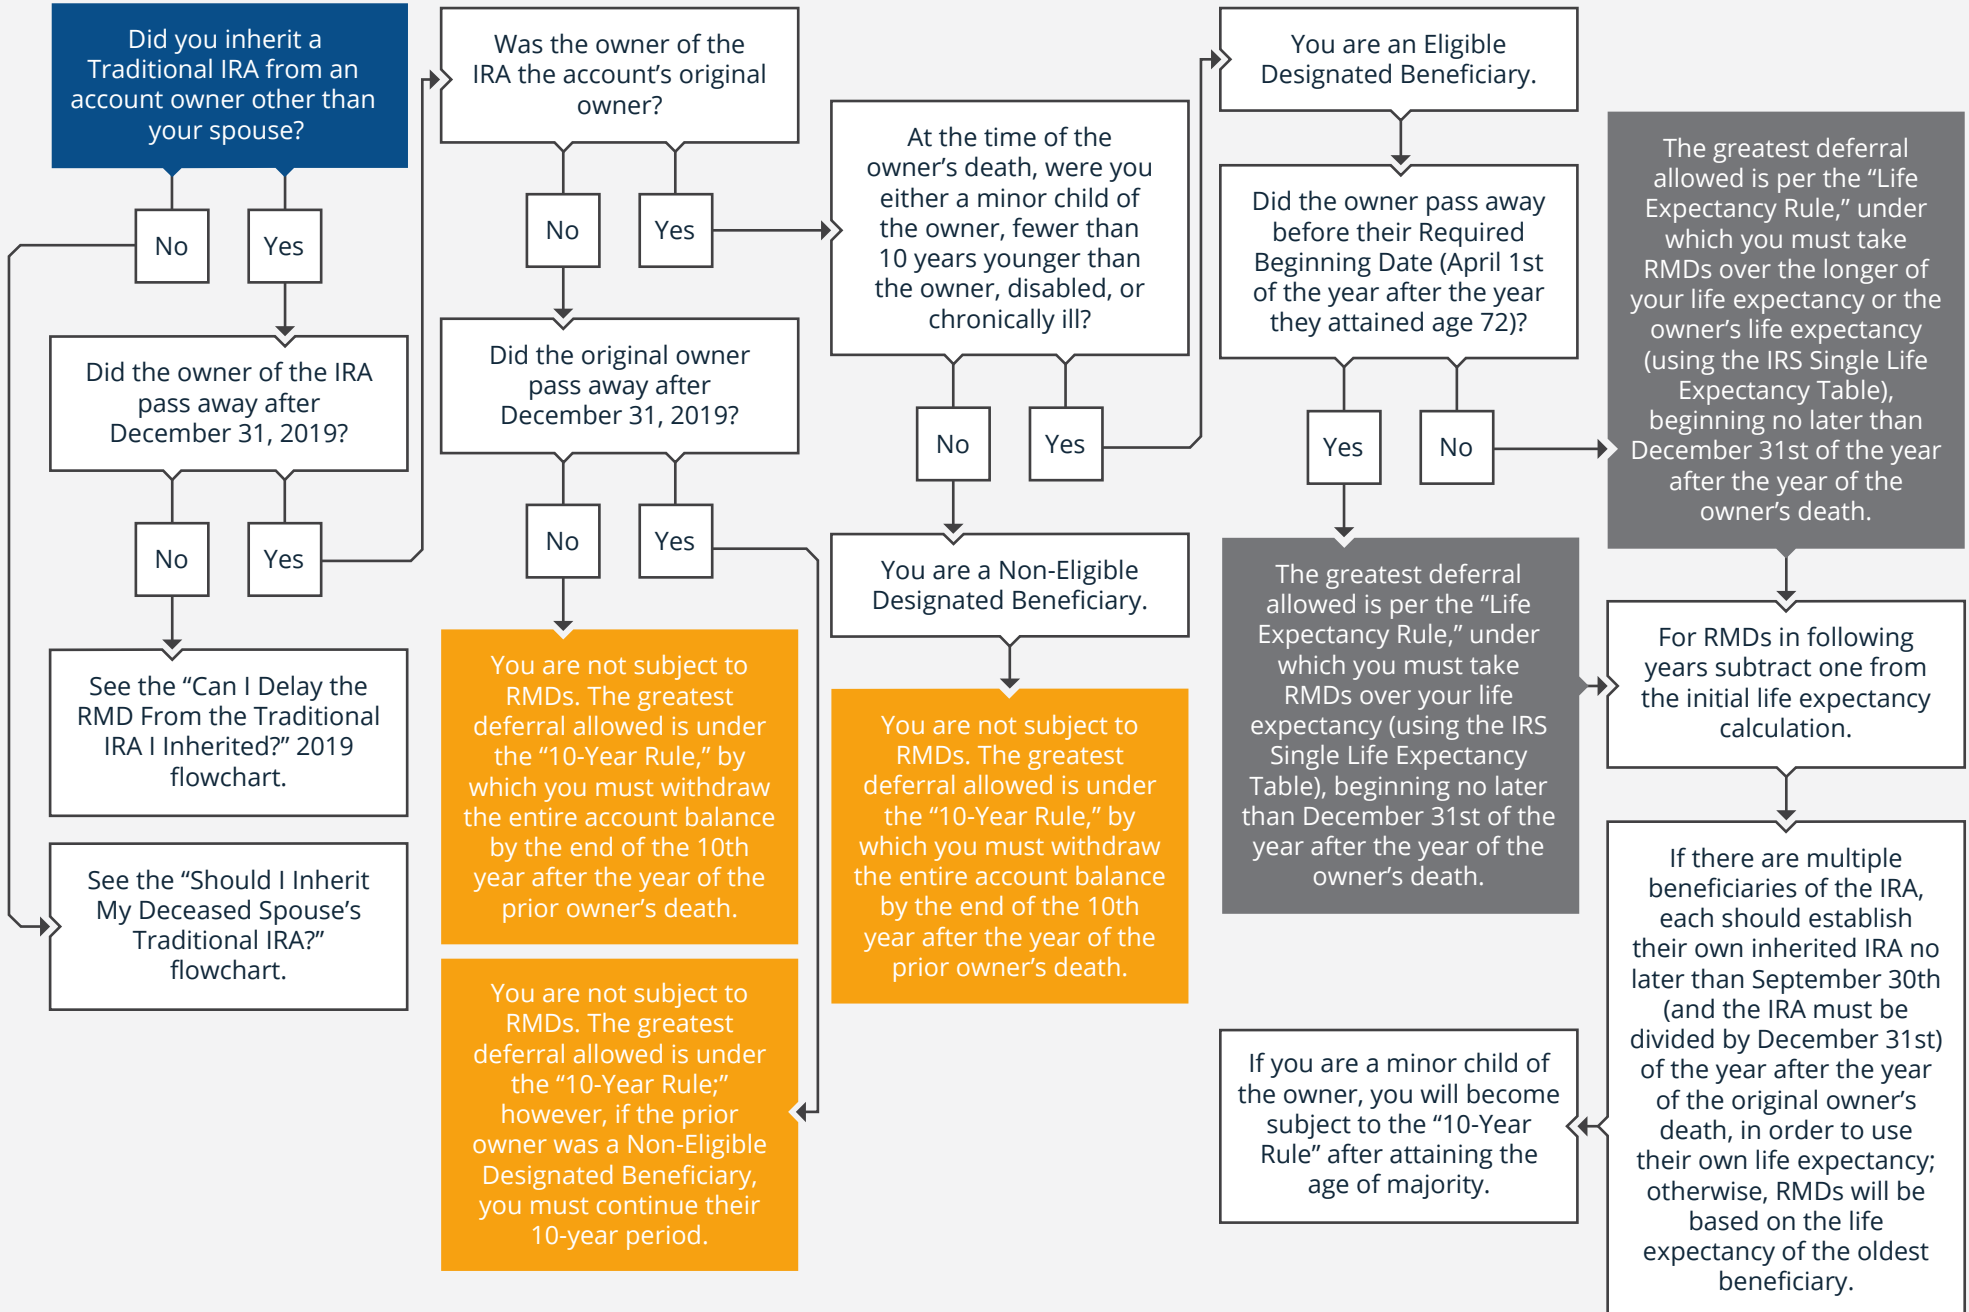 Did you inherit a
Traditional IRA from an
account owner other than
your spouse?
No
Yes
Did the owner of the IRA
pass away after
December 31, 2019?
No
Yes
See the “Can I Delay the
RMD From the Traditional
IRA I Inherited?” 2019
flowchart.
See the “Should I Inherit
My Deceased Spouse’s
Traditional IRA?”
flowchart.
Was the owner of the
IRA the account’s original
owner?
No
Yes
Did the original owner
pass away after
December 31, 2019?
No
Yes
You are not subject to
RMDs. The greatest
deferral allowed is under
the “10-Year Rule,” by
which you must withdraw
the entire account balance
by the end of the 10th
year after the year of the
prior owner’s death.
You are not subject to
RMDs. The greatest
deferral allowed is under
the “10-Year Rule;”
however, if the prior
owner was a Non-Eligible
Designated Beneficiary,
you must continue their
10-year period.
At the time of the
owner’s death, were you
either a minor child of
the owner, fewer than
10 years younger than
the owner, disabled, or
chronically ill?
No
Yes
You are a Non-Eligible
Designated Beneficiary.
You are not subject to
RMDs. The greatest
deferral allowed is under
the “10-Year Rule,” by
which you must withdraw
the entire account balance
by the end of the 10th
year after the year of the
prior owner’s death.
You are an Eligible
Designated Beneficiary.
Did the owner pass away
before their Required
Beginning Date (April 1st
of the year after the year
they attained age 72)?
Yes
No
The greatest deferral
allowed is per the “Life
Expectancy Rule,” under
which you must take
RMDs over your life
expectancy (using the IRS
Single Life Expectancy
Table), beginning no later
than December 31st of the
year after the year of the
owner’s death.
The greatest deferral
allowed is per the “Life
Expectancy Rule,” under
which you must take
RMDs over the longer of
your life expectancy or the
owner’s life expectancy
(using the IRS Single Life
Expectancy Table),
beginning no later than
December 31st of the year
after the year of the
owner’s death.
For RMDs in following
years subtract one from
the initial life expectancy
calculation.
If there are multiple
beneficiaries of the IRA,
each should establish
their own inherited IRA no
later than September 30th
(and the IRA must be
divided by December 31st)
of the year after the year
of the original owner’s
death, in order to use
their own life expectancy;
otherwise, RMDs will be
based on the life
expectancy of the oldest
beneficiary.
If you are a minor child of
the owner, you will become
subject to the “10-Year
Rule” after attaining the
age of majority.